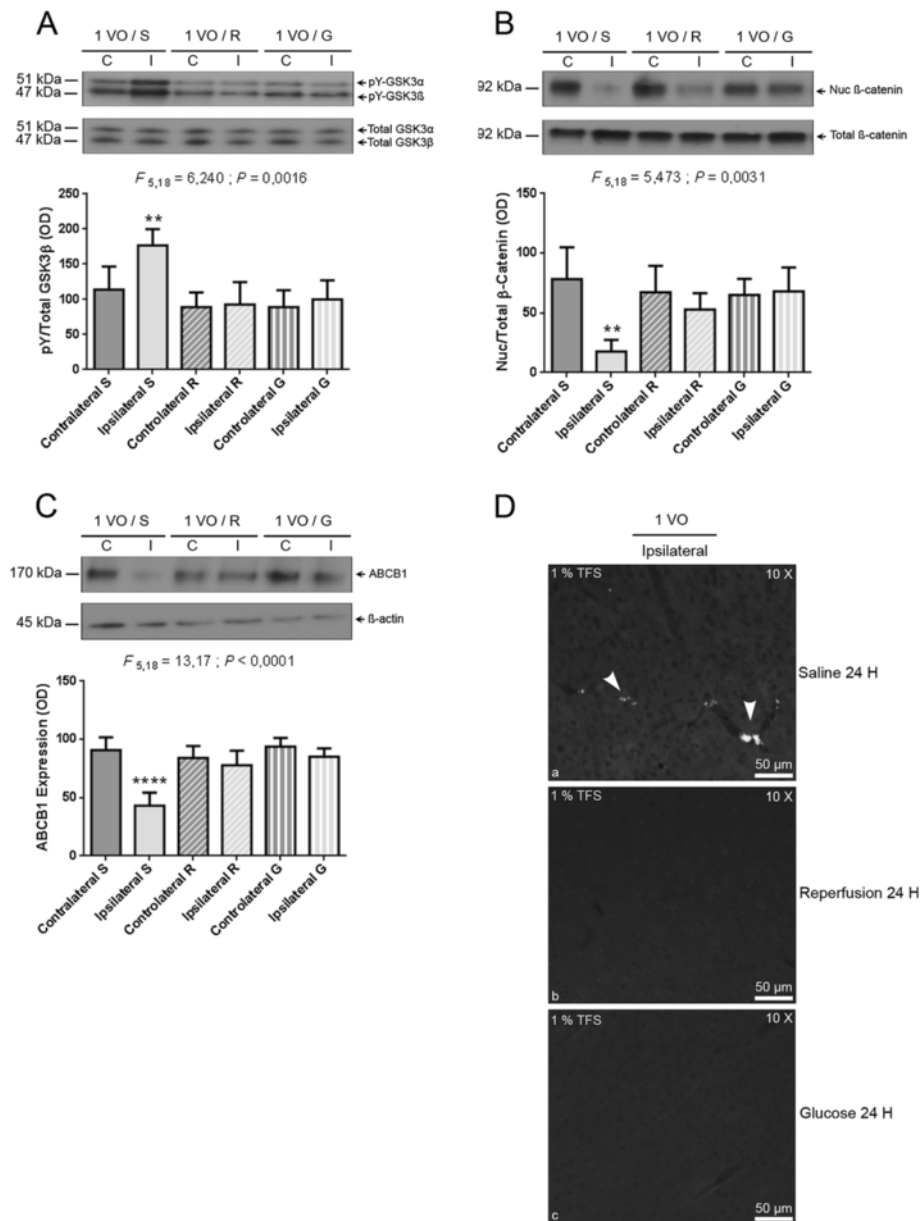 A
1 VO / S 1 VO / R 1 VO / G
C I C I C I
51 kDa
47 kDa
pY-GSK3α
pY-GSK3ß
51 kDa
47 kDa
Total GSK3α
Total GSK3β
F 5,18 = 6,240 ; P = 0,0016
pY/Total GSK3β (OD)
250
200
150
100
50
0
**
Contralateral S
Ipsilateral S
Controlateral R
Ipsilateral R
Controlateral G
Ipsilateral G
B
1 VO / S 1 VO / R 1 VO / G
C I C I C I
92 kDa
Nuc ß-catenin
92 kDa
Total ß-catenin
F 5,18 = 5,473 ; P = 0,0031
Nuc/Total β-Catenin (OD)
150
100
50
0
**
Contralateral S
Ipsilateral S
Controlateral R
Ipsilateral R
Controlateral G
Ipsilateral G
C
1 VO / S 1 VO / R 1 VO / G
C I C I C I
170 kDa
ABCB1
45 kDa
ß-actin
F 5,18 = 13,17 ; P < 0,0001
ABCB1 Expression (OD)
150
100
50
0
****
Contralateral S
Ipsilateral S
Controlateral R
Ipsilateral R
Controlateral G
Ipsilateral G
D
1 VO
Ipsilateral
1 % TFS 10 X
Saline 24 H
a 50 µm
1 % TFS 10 X
Reperfusion 24 H
b 50 µm
1 % TFS 10 X
Glucose 24 H
c 50 µm